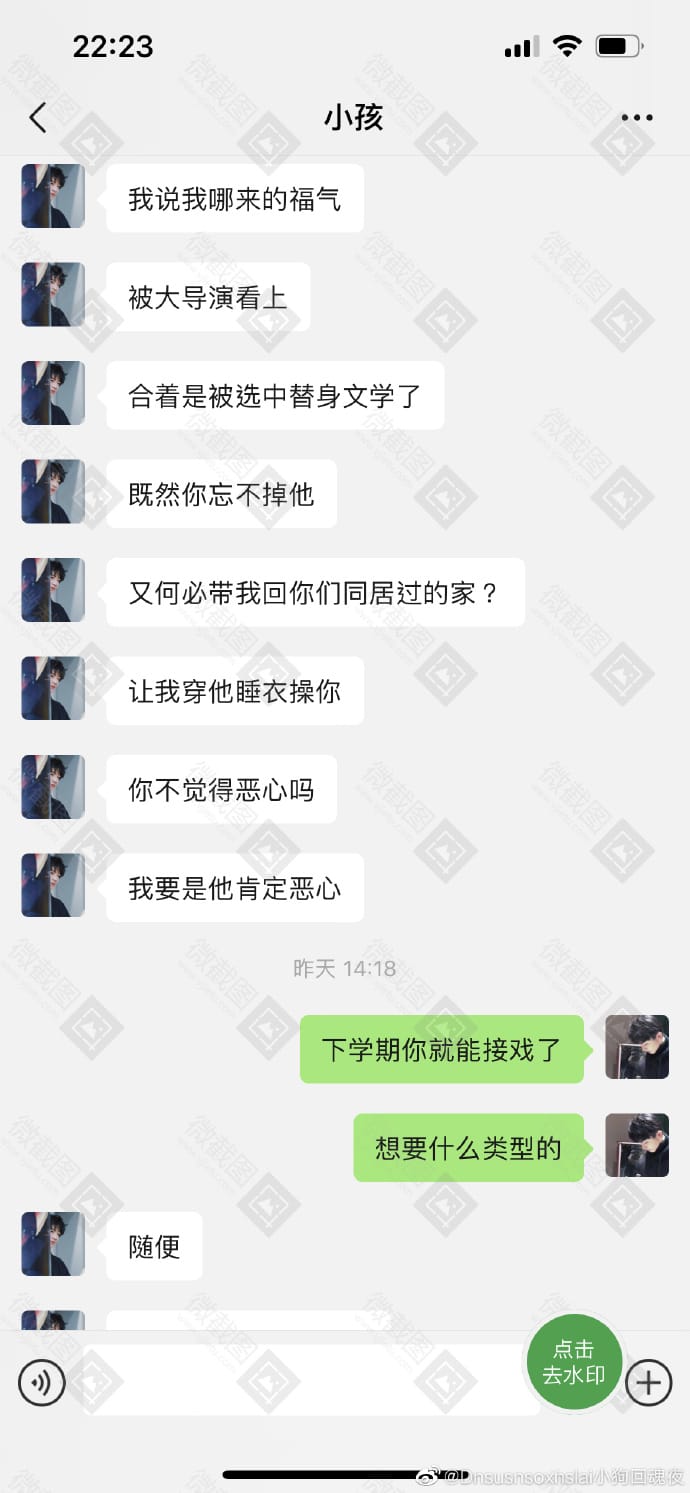 22:23
小孩
我说我哪来的福气
被大导演看上
合着是被选中替身文学了
既然你忘不掉他
又何必带我回你们同居过的家？
让我穿他睡衣操你
你不觉得恶心吗
我要是他肯定恶心
昨天 14:18
下学期你就能接戏了
想要什么类型的
随便
点击
去水印
微截图
@Dnsusnsoxhslai小狗回魂夜